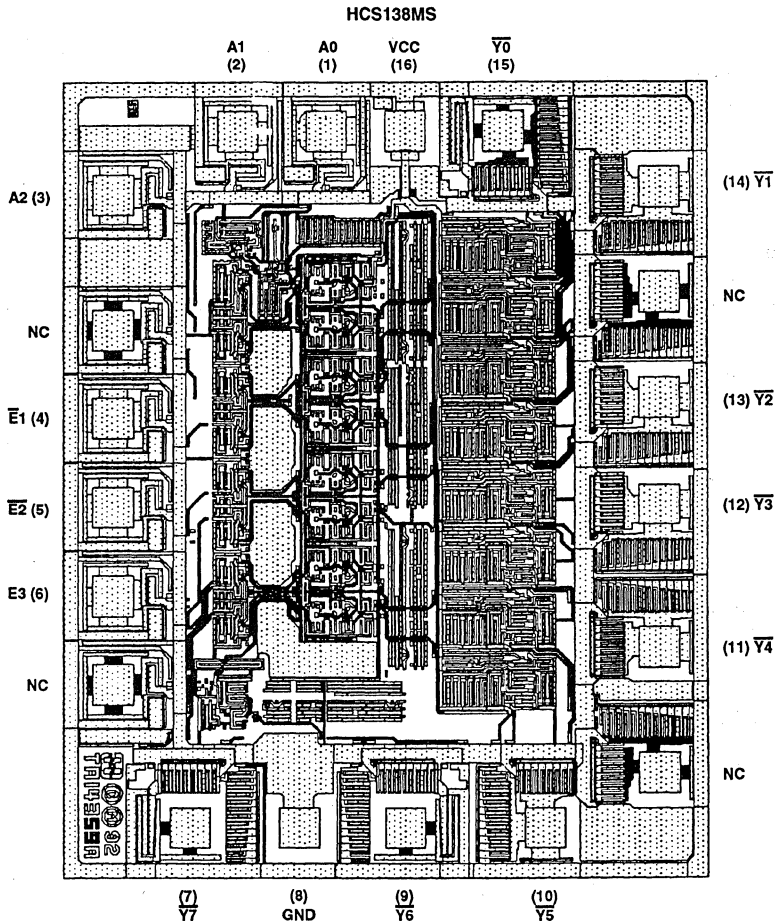 HCS138MS
A1 (2)
A0 (1)
VCC (16)
Y0 (15)
A2 (3)
(14) Y1
NC
NC
E1 (4)
(13) Y2
E2 (5)
(12) Y3
E3 (6)
(11) Y4
NC
NC
(7) Y7
(8) GND
(9) Y6
(10) Y5